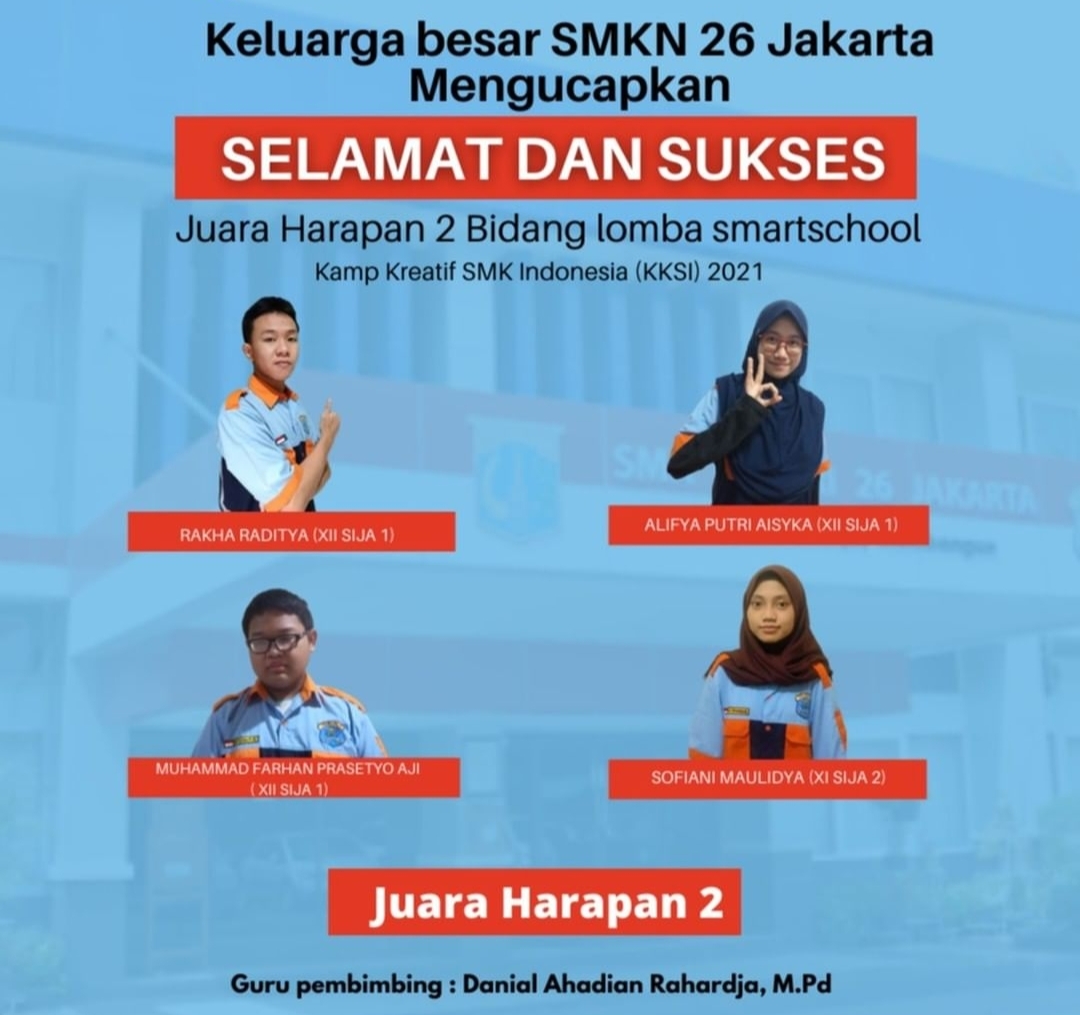 Keluarga besar SMKN 26 Jakarta
Mengucapkan
SELAMAT DAN SUKSES
Juara Harapan 2 Bidang lomba smartschool
Kamp Kreatif SMK Indonesia (KKSI) 2021
26 JAKARTA
RAKHA RADITYA (XII SIJA 1)
ALIFYA PUTRI AISYKA (XII SIJA 1)
MUHAMMAD FARHAN PRASETYO AJI
( XII SIJA 1)
SOFIANI MAULIDYA (XI SIJA 2)
Juara Harapan 2
Guru pembimbing : Danial Ahadian Rahardja, M.Pd